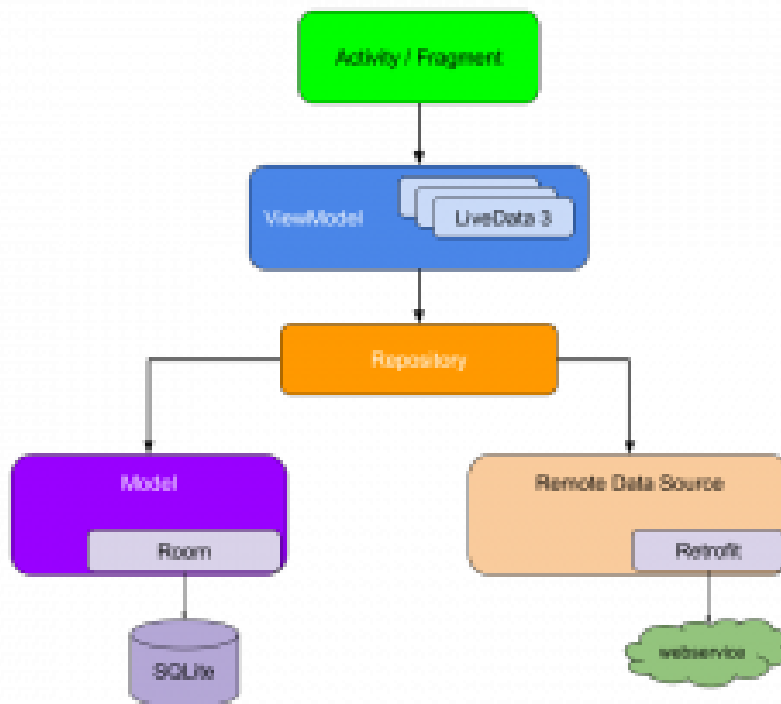 Activity / Fragment
ViewModel
LiveData 3
Repository
Model
Remote Data Source
Room
Retrofit
SQLite
webservice